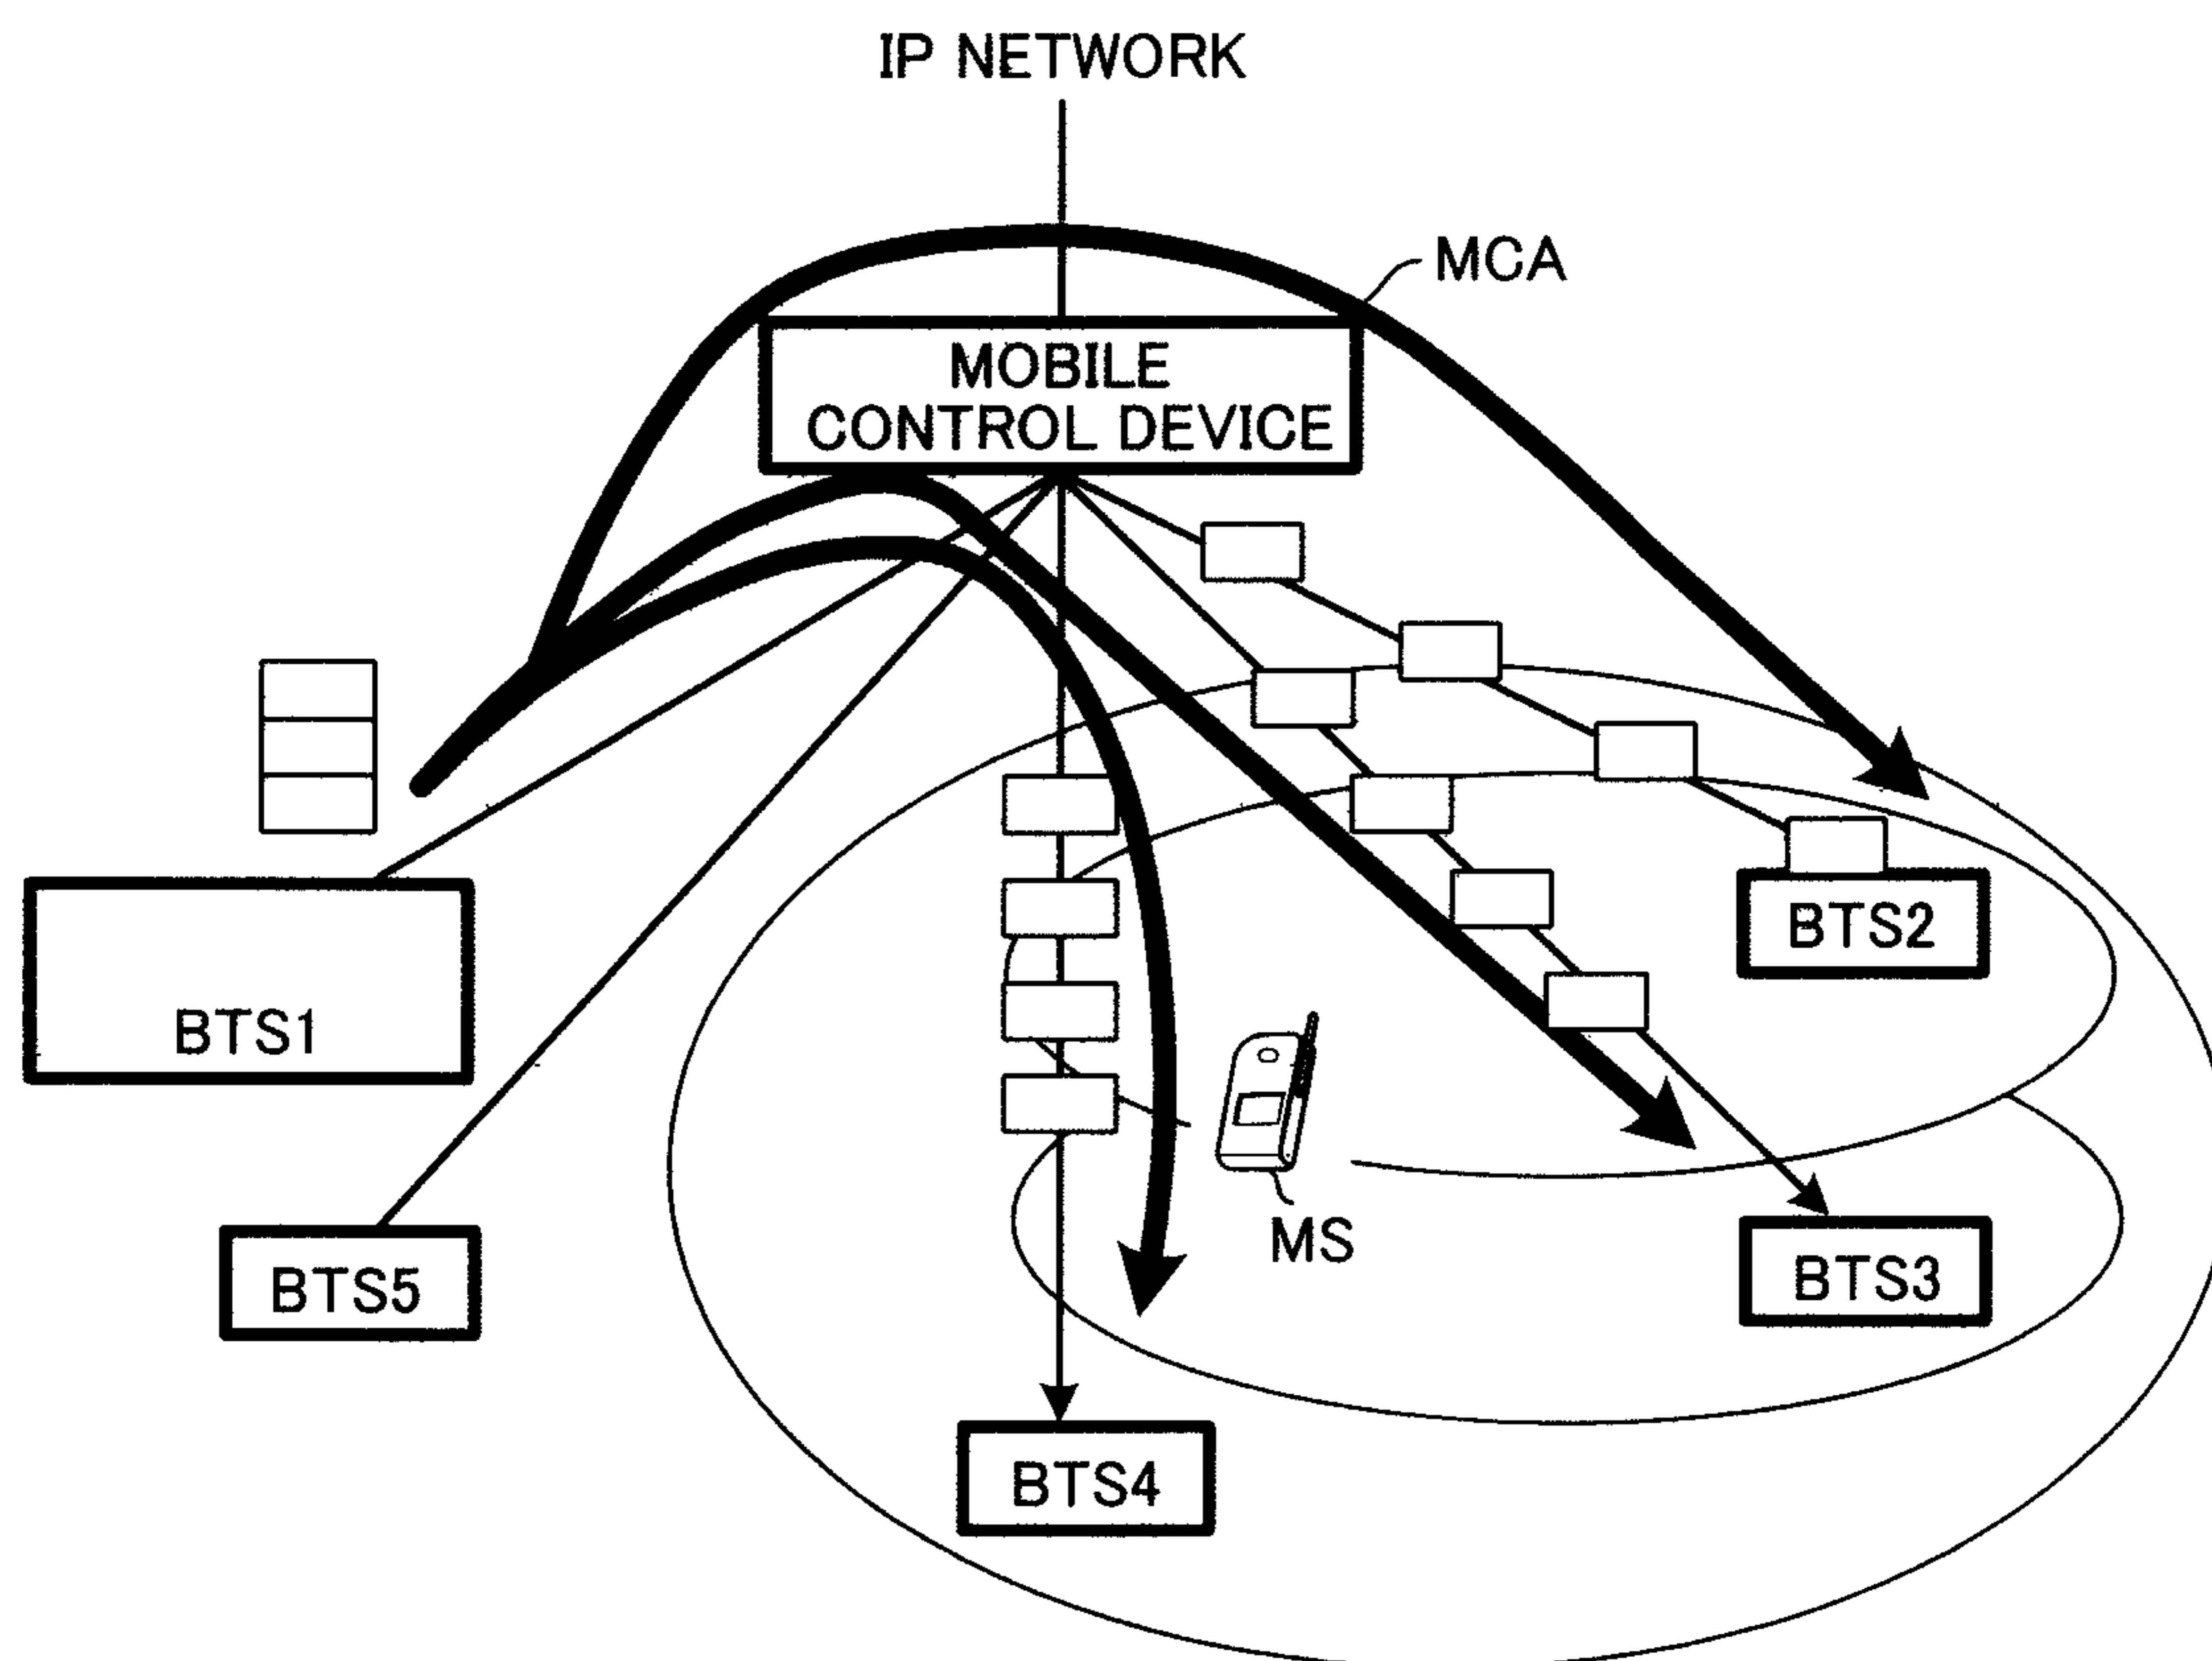 IP NETWORK
MCA
MOBILE
CONTROL DEVICE
BTS2
BTS1
MS
BTS5
BTS3
BTS4